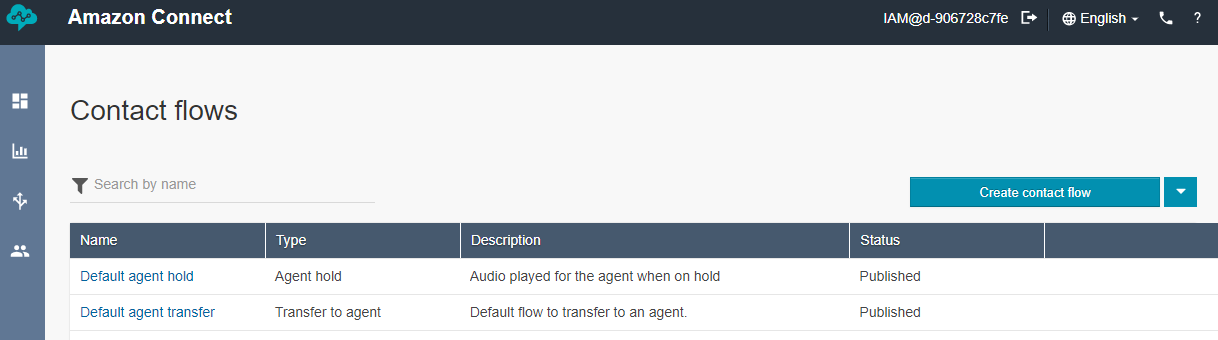 Amazon Connect IAM@d-906728c7fe English ?
Contact flows
Search by name
Create contact flow
Name Type Description Status
Default agent hold Agent hold Audio played for the agent when on hold Published
Default agent transfer Transfer to agent Default flow to transfer to an agent. Published